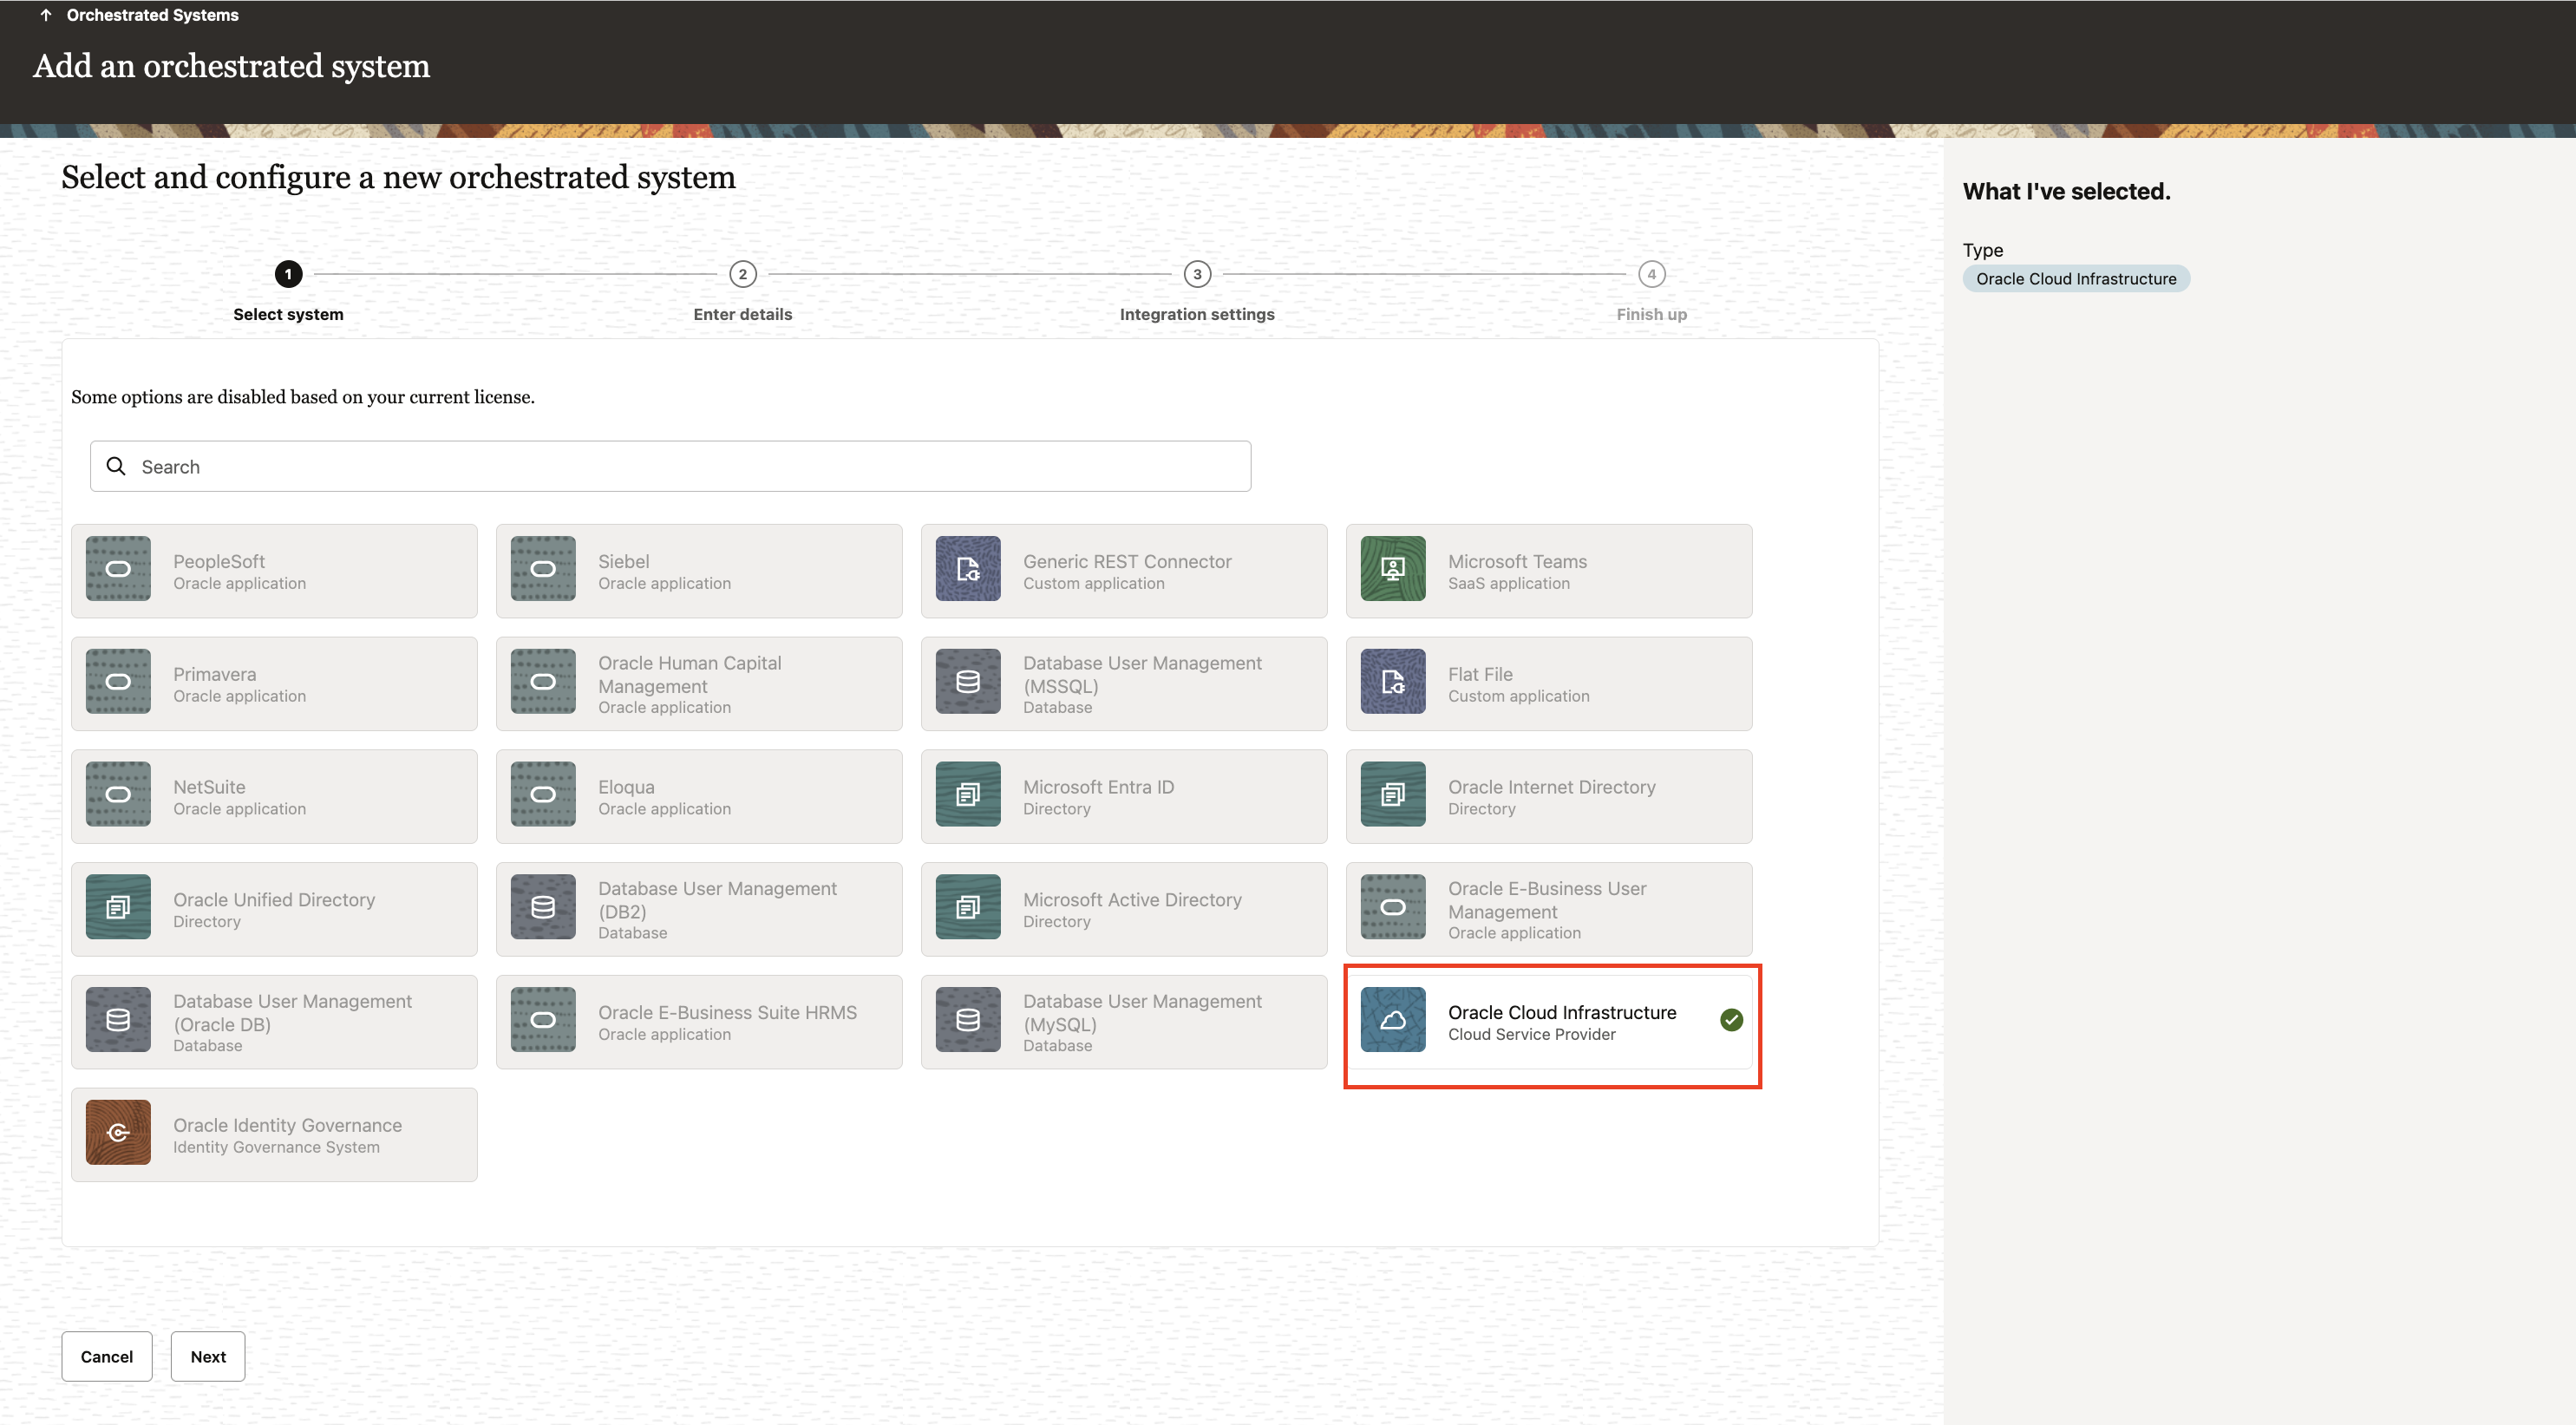 Orchestrated Systems
Add an orchestrated system
Select and configure a new orchestrated system
1
2
3
4
Select system
Enter details
Integration settings
Finish up
Some options are disabled based on your current license.
Search
PeopleSoft
Oracle application
Siebel
Oracle application
Generic REST Connector
Custom application
Microsoft Teams
SaaS application
Primavera
Oracle application
Oracle Human Capital
Management
Oracle application
Database User Management
(MSSQL)
Database
Flat File
Custom application
NetSuite
Oracle application
Eloqua
Oracle application
Microsoft Entra ID
Directory
Oracle Internet Directory
Directory
Oracle Unified Directory
Directory
Database User Management
(DB2)
Database
Microsoft Active Directory
Directory
Oracle E-Business User
Management
Oracle application
Database User Management
(Oracle DB)
Database
Oracle E-Business Suite HRMS
Oracle application
Database User Management
(MySQL)
Database
Oracle Cloud Infrastructure
Cloud Service Provider
Oracle Identity Governance
Identity Governance System
Cancel
Next
What I've selected.
Type
Oracle Cloud Infrastructure